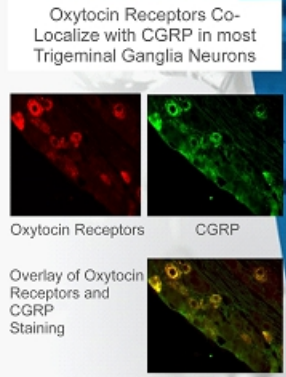 Oxytocin Receptors Co-
Localize with CGRP in most
Trigeminal Ganglia Neurons
Oxytocin Receptors
CGRP
Overlay of Oxytocin
Receptors and
CGRP
Staining